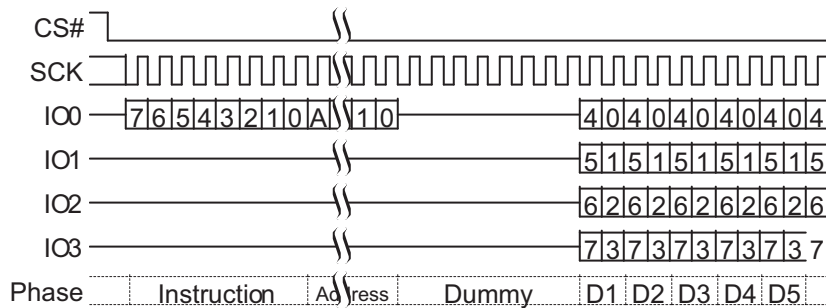 CS#
SCK
IO0 7 6 5 4 3 2 1 0 A 1 0 4 0 4 0 4 0 4 0 4 0 4
IO1 5 1 5 1 5 1 5 1 5 1 5
IO2 6 2 6 2 6 2 6 2 6 2 6
IO3 7 3 7 3 7 3 7 3 7 3 7
Phase Instruction Address Dummy D1 D2 D3 D4 D5